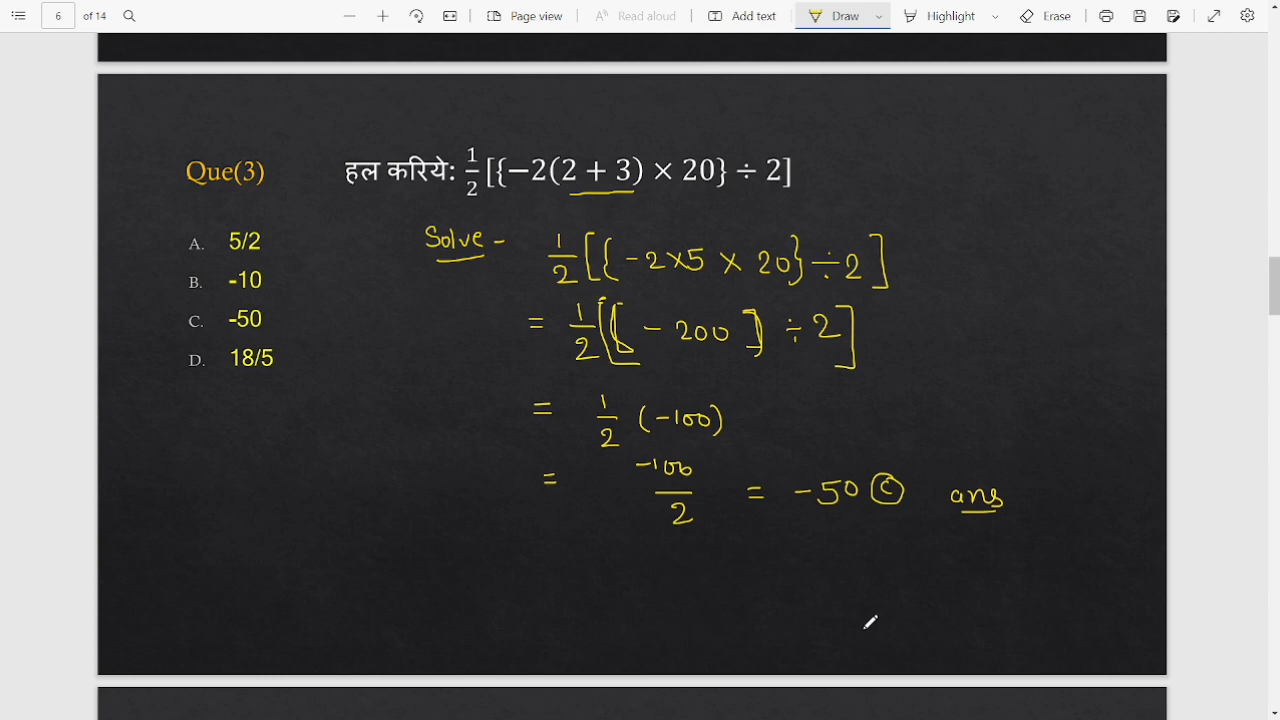 6 of 14 Page view Read aloud Add text Draw Highlight Erase
Que(3) हल करिये: 1/2 [{−2(2 + 3) × 20} ÷ 2]
A. 5/2
B. -10
C. -50
D. 18/5
Solve - 1/2 [{ -2×5 × 20} ÷ 2 ]
= 1/2 [[ - 200 ] ÷ 2 ]
= 1/2 (-100)
= -100/2 = -50 Ⓒ ans